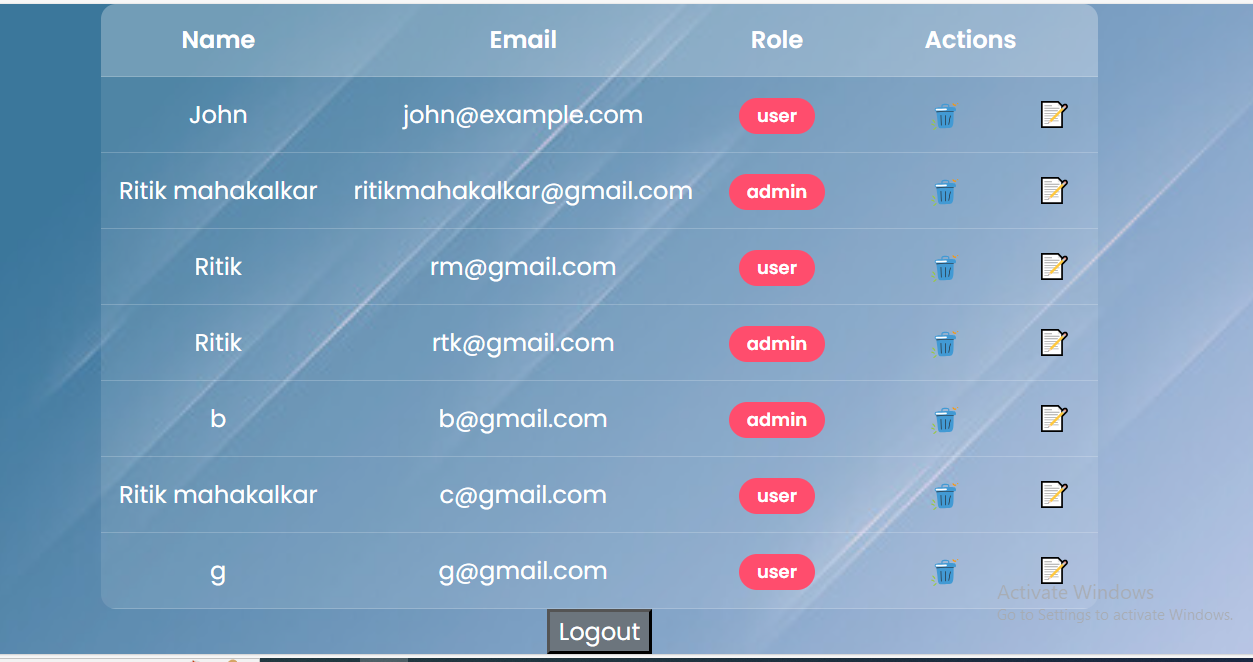 Name Email Role Actions
John john@example.com user
Ritik mahakalkar ritikmahakalkar@gmail.com admin
Ritik rm@gmail.com user
Ritik rtk@gmail.com admin
b b@gmail.com admin
Ritik mahakalkar c@gmail.com user
g g@gmail.com user
Activate Windows
Go to Settings to activate Windows.
Logout